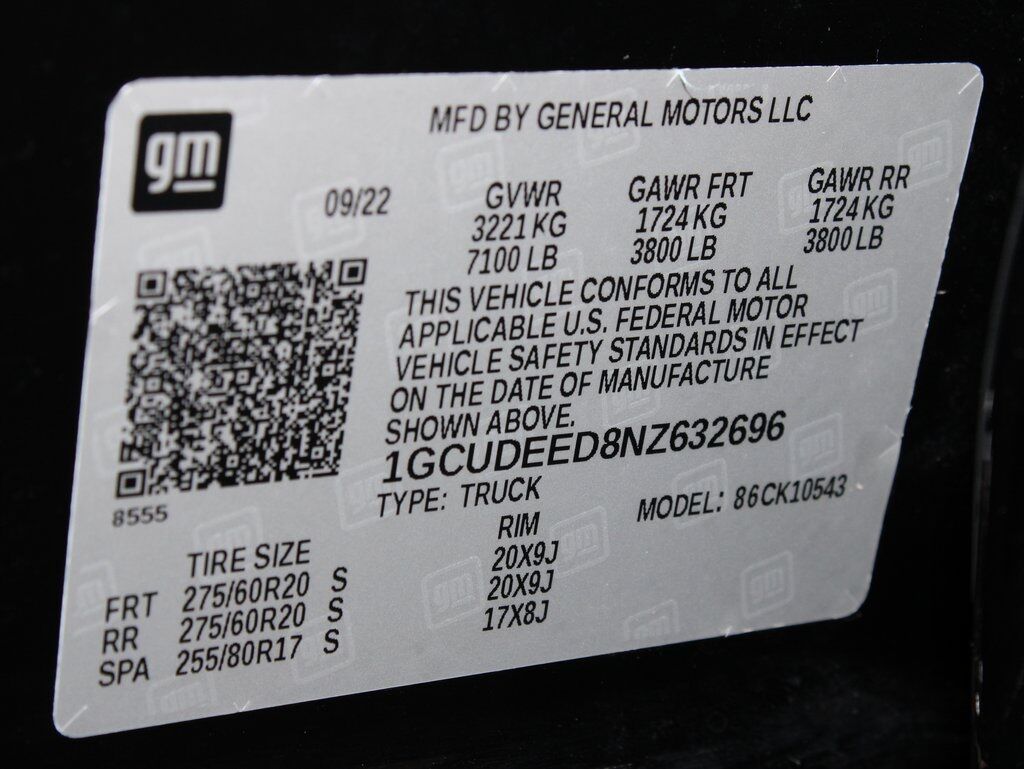 gm
MFD BY GENERAL MOTORS LLC
09/22
GVWR
3221 KG
7100 LB
GAWR FRT
1724 KG
3800 LB
GAWR RR
1724 KG
3800 LB
THIS VEHICLE CONFORMS TO ALL
APPLICABLE U.S. FEDERAL MOTOR
VEHICLE SAFETY STANDARDS IN EFFECT
ON THE DATE OF MANUFACTURE
SHOWN ABOVE.
1GCUDEED8NZ632696
8555
TYPE: TRUCK
MODEL: 86CK10543
TIRE SIZE RIM
FRT 275/60R20 S 20X9J
RR 275/60R20 S 20X9J
SPA 255/80R17 S 17X8J